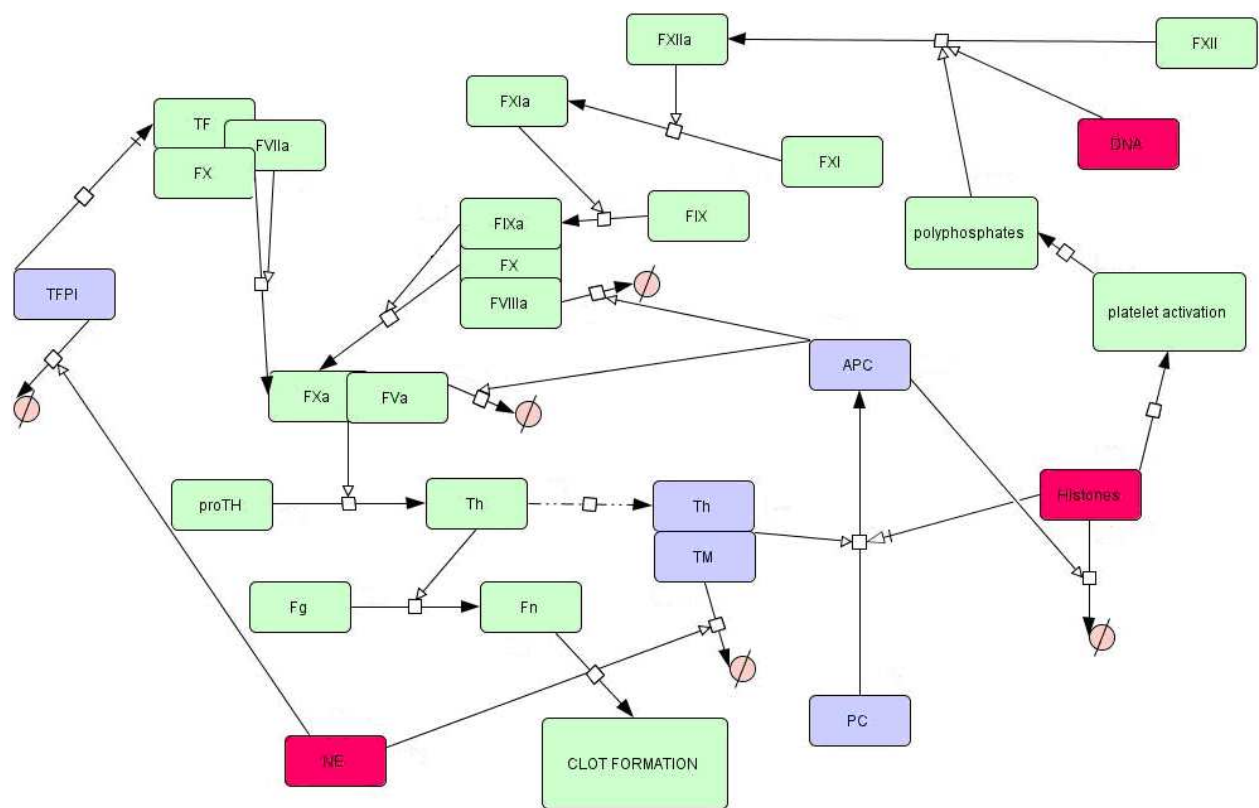 FXIIa
FXII
FXIa
TF
FVIIa
FX
DNA
FXI
FIXa
FIX
FX
FVIIIa
polyphosphates
TFPI
platelet activation
APC
FXa
FVa
Histones
proTH
Th
Th
TM
Fg
Fn
PC
NE
CLOT FORMATION